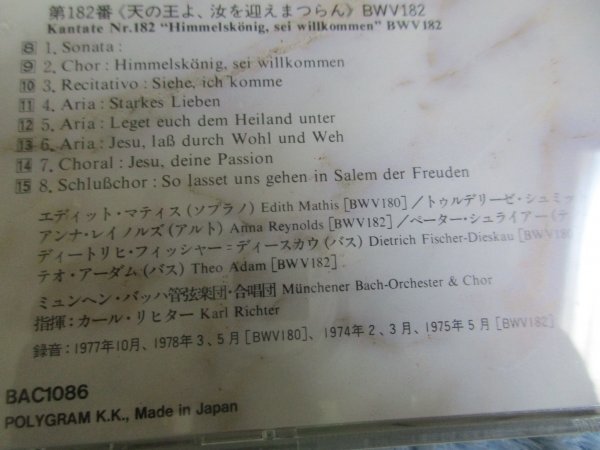 第182番《天の王よ、汝を迎えまつらん》BWV182
Kantate Nr.182 "Himmelskönig, sei willkommen" BWV182
8 1. Sonata :
9 2. Chor : Himmelskönig, sei willkommen
10 3. Recitativo : Siehe, ich komme
11 4. Aria : Starkes Lieben
12 5. Aria : Leget euch dem Heiland unter
13 6. Aria : Jesu, laß durch Wohl und Weh
14 7. Choral : Jesu, deine Passion
15 8. Schlußchor : So lasset uns gehen in Salem der Freuden
エディット・マティス(ソプラノ) Edith Mathis [BWV180]／トゥルデリーゼ・シュミッ
アンナ・レイノルズ(アルト) Anna Reynolds [BWV182]／ペーター・シュライアー(テ
ディートリヒ・フィッシャー＝ディースカウ(バス) Dietrich Fischer-Dieskau [BWV180
テオ・アーダム(バス) Theo Adam [BWV182]
ミュンヘン・バッハ管弦楽団・合唱団 Münchener Bach-Orchester & Chor
指揮：カール・リヒター Karl Richter
録音：1977年10月、1978年3、5月[BWV180]、1974年2、3月、1975年5月[BWV182]
BAC1086
POLYGRAM K.K., Made in Japan